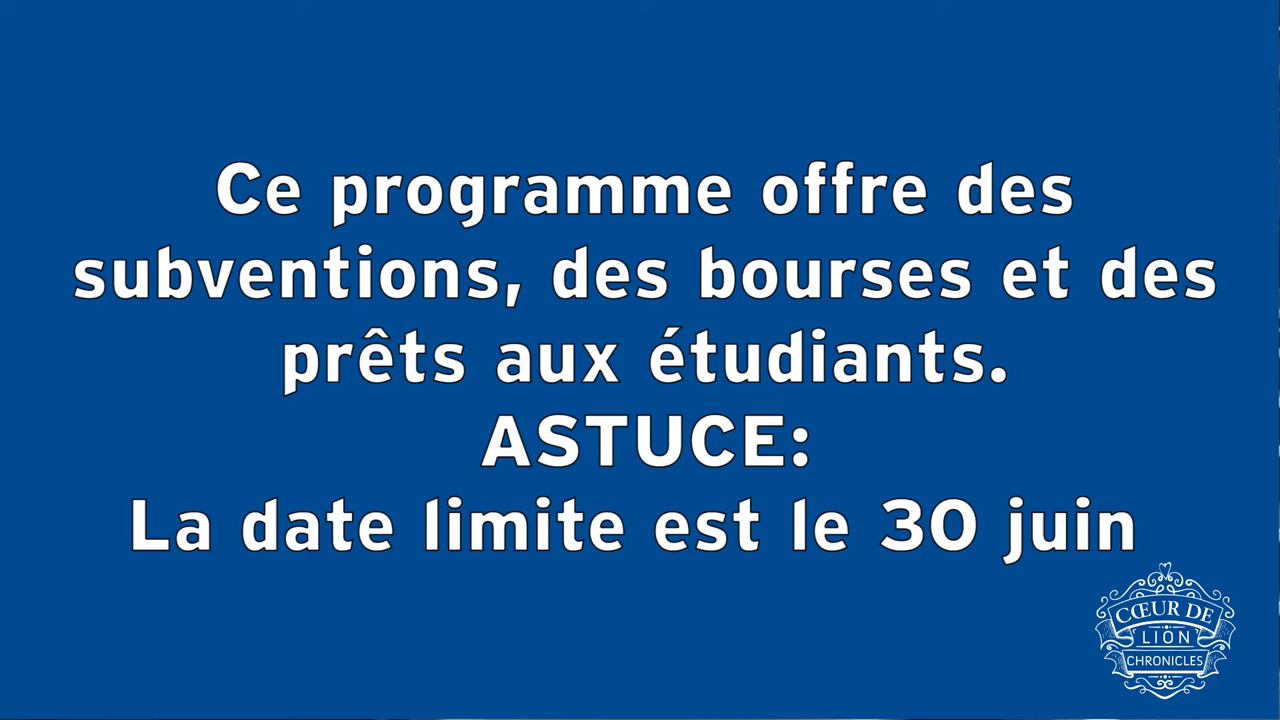 Ce programme offre des
subventions, des bourses et des
prêts aux étudiants.
ASTUCE:
La date limite est le 30 juin
CŒUR DE
LION
CHRONICLES